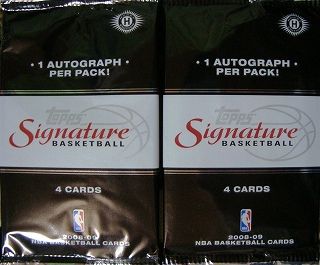 H
· 1 AUTOGRAPH ·
PER PACK!
Topps
Signature
BASKETBALL
4 CARDS
2008-09
NBA BASKETBALL CARDS
H
· 1 AUTOGRAPH ·
PER PACK!
Topps
Signature
BASKETBALL
4 CARDS
2008-09
NBA BASKETBALL CARDS